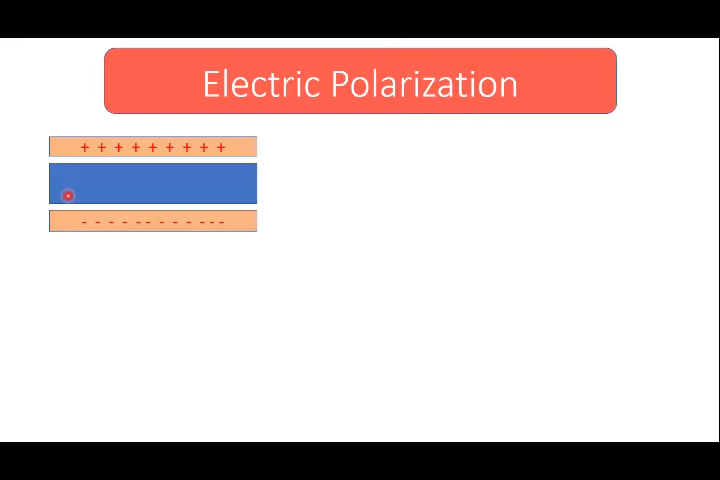 Electric Polarization
+ + + + + + + + +
- - - - -- - - - ---